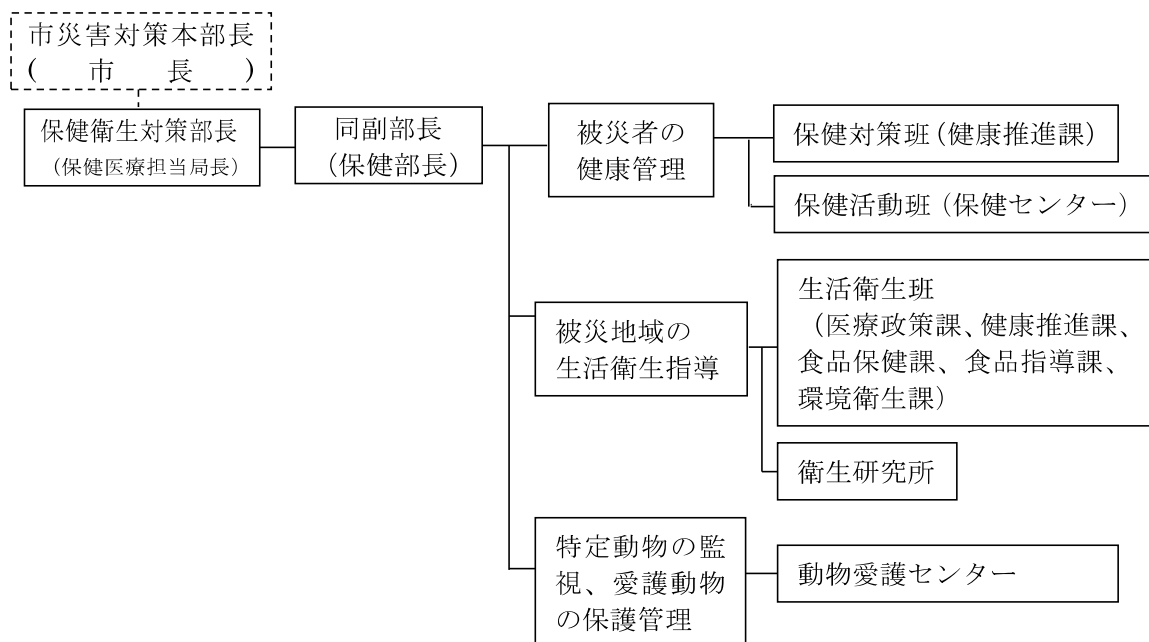 市災害対策本部長
(　市　長　)
保健衛生対策部長
（保健医療担当局長）
同副部長
（保健部長）
被災者の
健康管理
保健対策班（健康推進課）
保健活動班（保健センター）
被災地域の
生活衛生指導
生活衛生班
（医療政策課、健康推進課、
食品保健課、食品指導課、
環境衛生課）
衛生研究所
特定動物の監
視、愛護動物
の保護管理
動物愛護センター